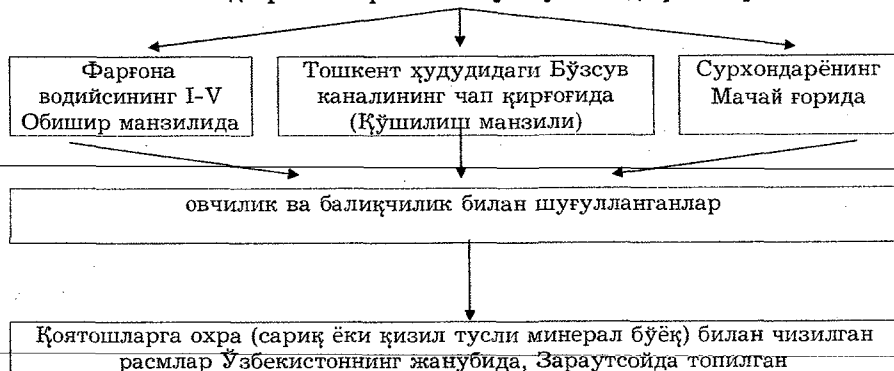 Фарғона
водийсининг I-V
Обишир манзилида
Тошкент ҳудудидаги Бўзсув
каналининг чап қирғоғида
(Қўшилиш манзили)
Сурхондарёнинг
Мачай ғорида
овчилик ва балиқчилик билан шуғулланганлар
Қоятошларга охра (сариқ ёки қизил тусли минерал бўёқ) билан чизилган
расмлар Ўзбекистоннинг жанубида, Зараутсойда топилган